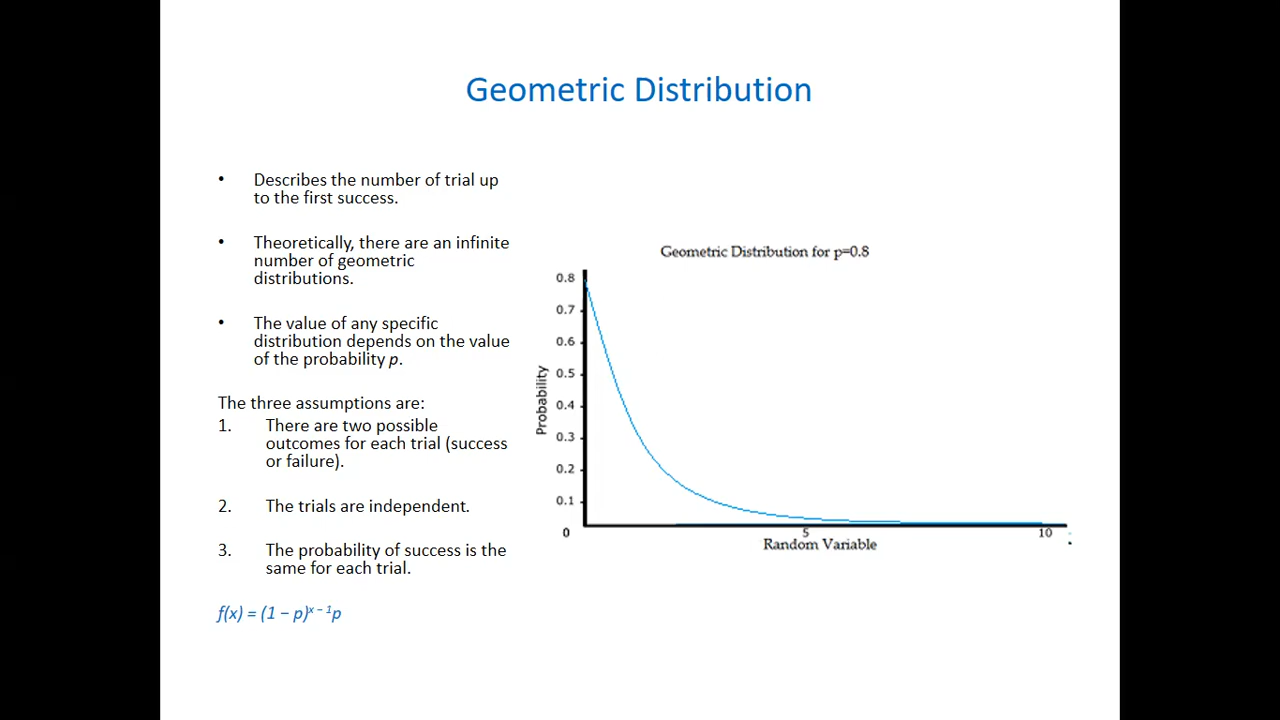 Geometric Distribution
• Describes the number of trial up
to the first success.
• Theoretically, there are an infinite
number of geometric
distributions.
• The value of any specific
distribution depends on the value
of the probability p.
The three assumptions are:
1. There are two possible
outcomes for each trial (success
or failure).
2. The trials are independent.
3. The probability of success is the
same for each trial.
f(x) = (1 − p)^{x − 1}p
Geometric Distribution for p=0.8
Probability
0.8
0.7
0.6
0.5
0.4
0.3
0.2
0.1
0 5 10
Random Variable